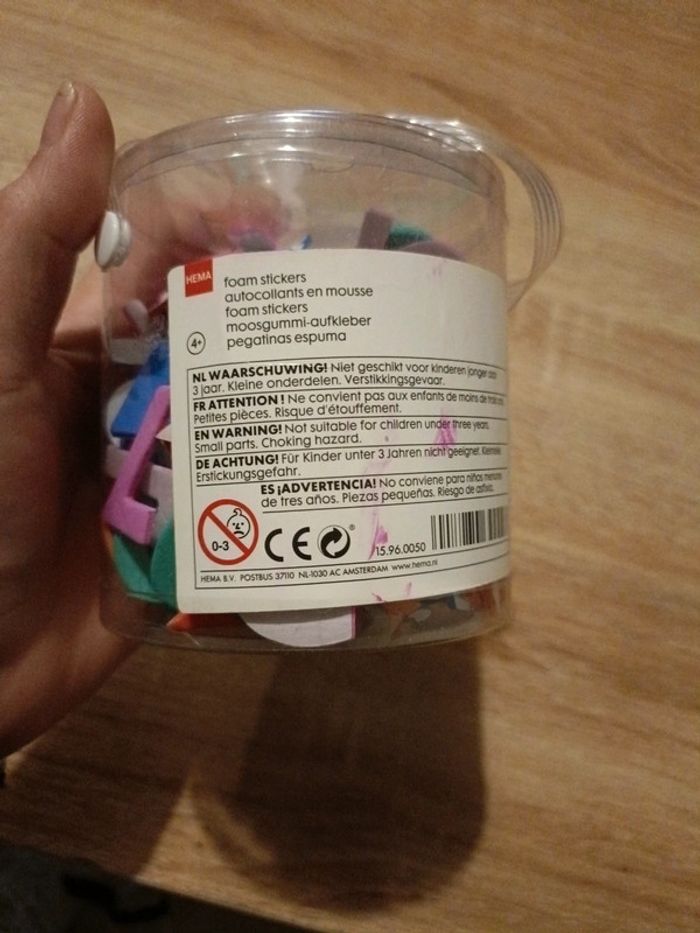 HEMA
foam stickers
autocollants en mousse
foam stickers
moosgummi-aufkleber
pegatinas espuma
4+
NL WAARSCHUWING! Niet geschikt voor kinderen jonger dan
3 jaar. Kleine onderdelen. Verstikkingsgevaar.
FR ATTENTION! Ne convient pas aux enfants de moins de trois ans.
Petites pièces. Risque d'étouffement.
EN WARNING! Not suitable for children under three years.
Small parts. Choking hazard.
DE ACHTUNG! Für Kinder unter 3 Jahren nicht geeignet.
Erstickungsgefahr.
ES ¡ADVERTENCIA! No conviene para niños menores
de tres años. Piezas pequeñas. Riesgo de asfixia.
0-3
CE
15.96.0050
HEMA B.V. POSTBUS 37110 NL-1030 AC AMSTERDAM www.hema.nl